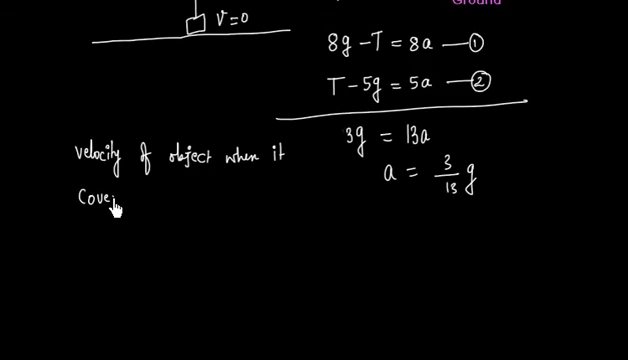 Ground
V=0
8g-T=8a ①
T-5g=5a ②
3g = 13a
velocity of object when it
a = 3/13 g
Cove